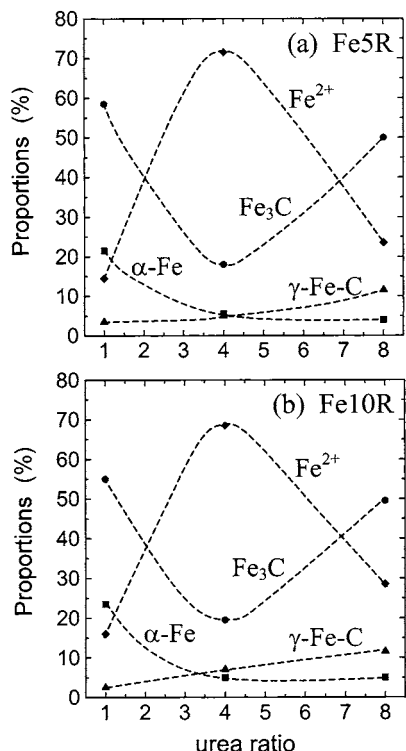 80
70
60
50
40
30
20
10
0
Proportions (%)
(a) Fe5R
Fe²⁺
Fe₃C
α-Fe
γ-Fe-C
1 2 3 4 5 6 7 8
80
70
60
50
40
30
20
10
0
Proportions (%)
(b) Fe10R
Fe²⁺
Fe₃C
α-Fe
γ-Fe-C
1 2 3 4 5 6 7 8
urea ratio